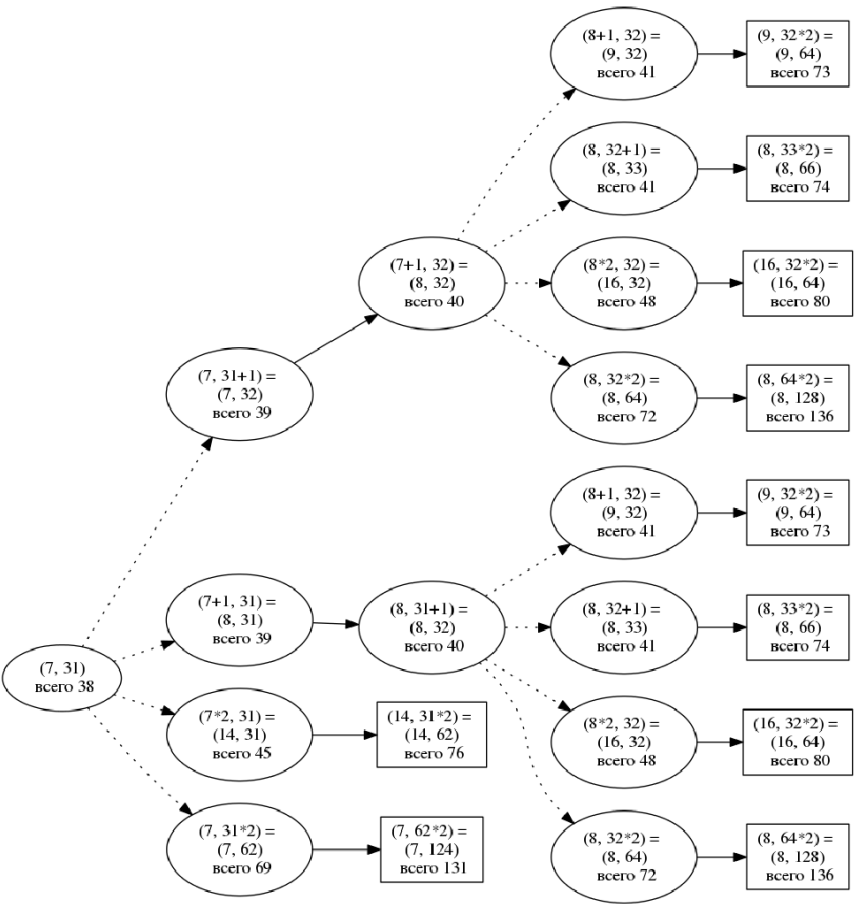 (8+1, 32) =
(9, 32)
всего 41
(9, 32*2) =
(9, 64)
всего 73
(8, 32+1) =
(8, 33)
всего 41
(8, 33*2) =
(8, 66)
всего 74
(7+1, 32) =
(8, 32)
всего 40
(8*2, 32) =
(16, 32)
всего 48
(16, 32*2) =
(16, 64)
всего 80
(7, 31+1) =
(7, 32)
всего 39
(8, 32*2) =
(8, 64)
всего 72
(8, 64*2) =
(8, 128)
всего 136
(8+1, 32) =
(9, 32)
всего 41
(9, 32*2) =
(9, 64)
всего 73
(7+1, 31) =
(8, 31)
всего 39
(8, 31+1) =
(8, 32)
всего 40
(8, 32+1) =
(8, 33)
всего 41
(8, 33*2) =
(8, 66)
всего 74
(7, 31)
всего 38
(7*2, 31) =
(14, 31)
всего 45
(14, 31*2) =
(14, 62)
всего 76
(8*2, 32) =
(16, 32)
всего 48
(16, 32*2) =
(16, 64)
всего 80
(7, 31*2) =
(7, 62)
всего 69
(7, 62*2) =
(7, 124)
всего 131
(8, 32*2) =
(8, 64)
всего 72
(8, 64*2) =
(8, 128)
всего 136